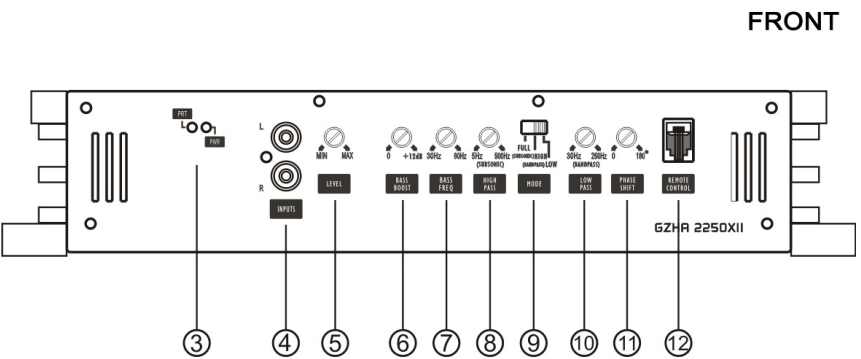 FRONT
PRT
PWR
L
R
INPUTS
MIN MAX
LEVEL
0 +12dB
BASS
BOOST
30Hz 80Hz
BASS
FREQ
5Hz 500Hz
(SUBSONIC)
HIGH
PASS
FULL
(SUBSONIC)HIGH
(BANDPASS)LOW
MODE
30Hz 250Hz
(BANDPASS)
LOW
PASS
0 180°
PHASE
SHIFT
REMOTE
CONTROL
GZHA 2250XII
3 4 5 6 7 8 9 10 11 12